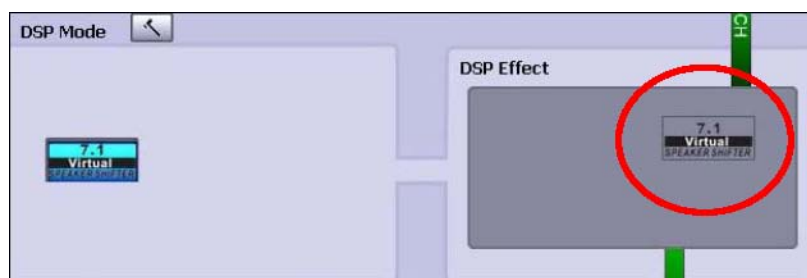 DSP Mode
CH
DSP Effect
7.1
Virtual
SPEAKER SHIFTER
7.1
Virtual
SPEAKER SHIFTER